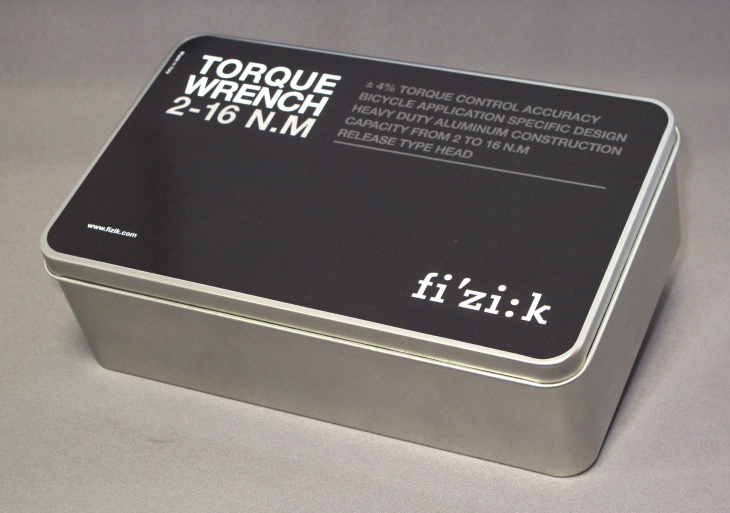 TORQUE
WRENCH
2-16 N.M
± 4% TORQUE CONTROL ACCURACY
BICYCLE APPLICATION SPECIFIC DESIGN
HEAVY DUTY ALUMINUM CONSTRUCTION
CAPACITY FROM 2 TO 16 N.M
RELEASE TYPE HEAD
www.fizik.com
fi'zi:k